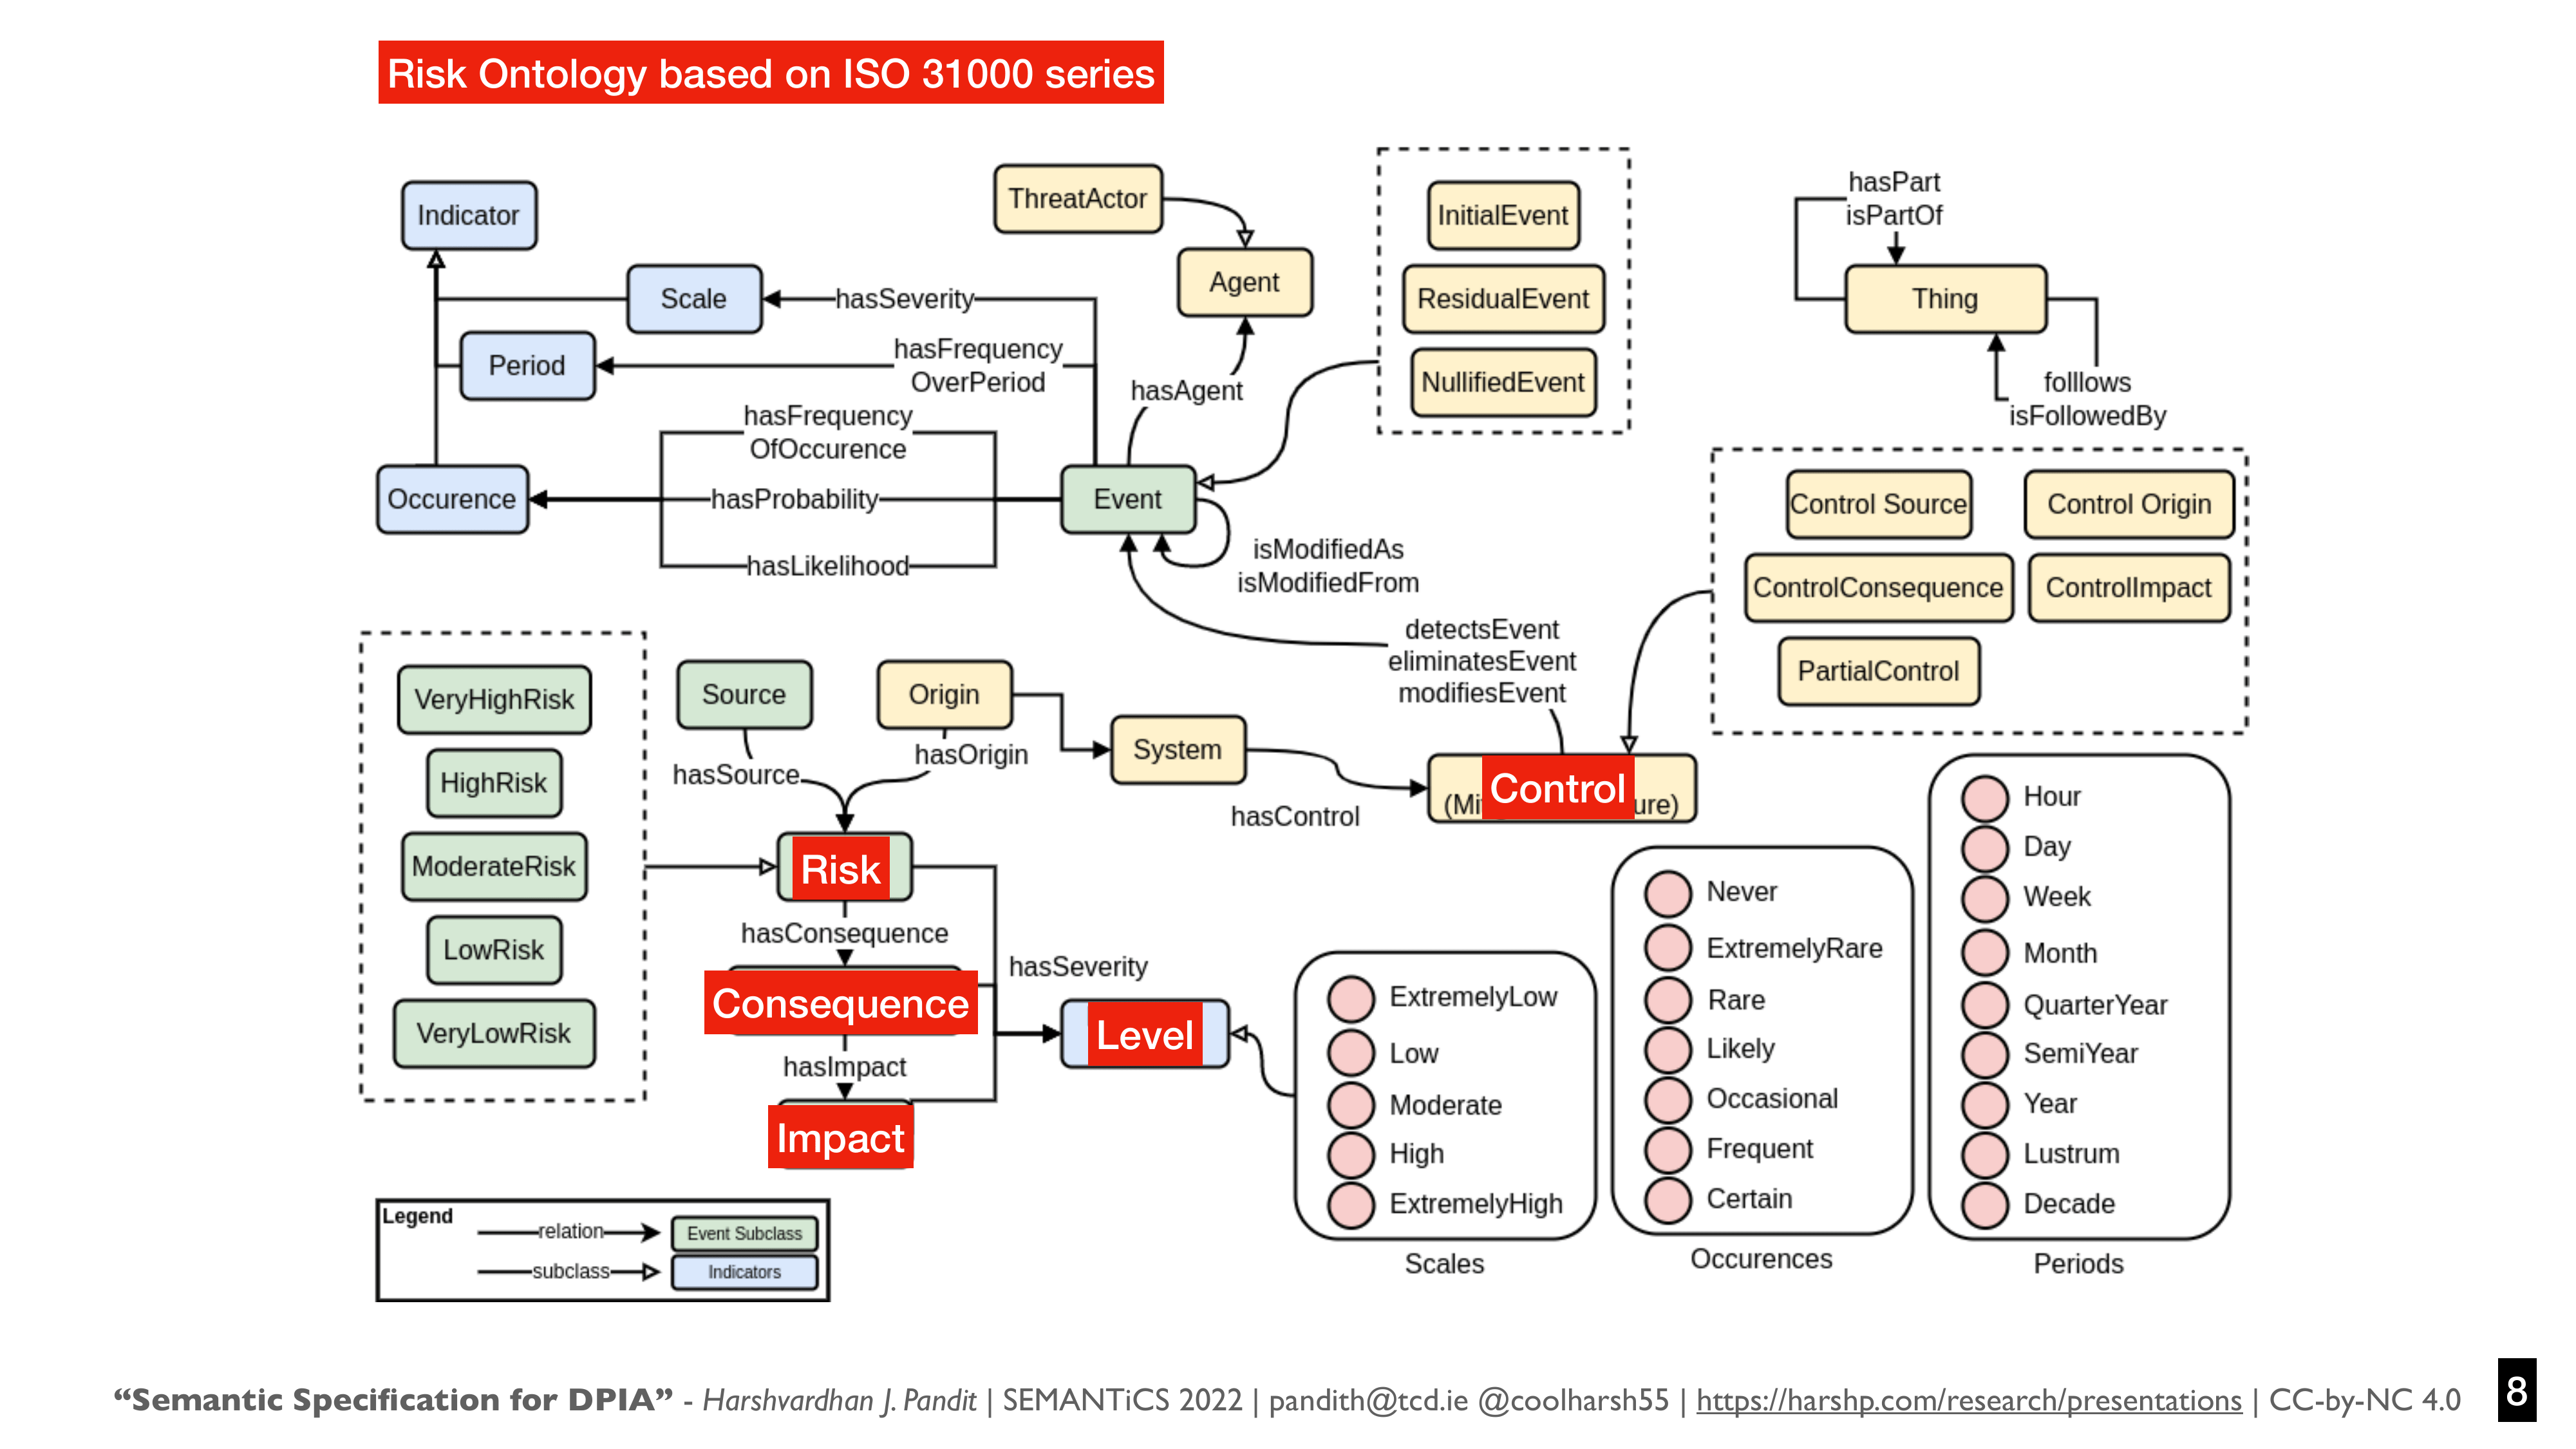 Risk Ontology based on ISO 31000 series
Indicator
Scale
Period
Occurence
hasSeverity
hasFrequency
OverPeriod
hasFrequency
OfOccurence
hasProbability
hasLikelihood
ThreatActor
Agent
hasAgent
Event
isModifiedAs
isModifiedFrom
InitialEvent
ResidualEvent
NullifiedEvent
hasPart
isPartOf
Thing
folllows
isFollowedBy
Control Source
Control Origin
ControlConsequence
ControlImpact
PartialControl
detectsEvent
eliminatesEvent
modifiesEvent
VeryHighRisk
HighRisk
ModerateRisk
LowRisk
VeryLowRisk
Source
Origin
hasSource
hasOrigin
System
hasControl
Control
(Mi ure)
Risk
hasConsequence
Consequence
hasImpact
Impact
hasSeverity
Level
ExtremelyLow
Low
Moderate
High
ExtremelyHigh
Scales
Never
ExtremelyRare
Rare
Likely
Occasional
Frequent
Certain
Occurences
Hour
Day
Week
Month
QuarterYear
SemiYear
Year
Lustrum
Decade
Periods
Legend
relation
Event Subclass
subclass
Indicators
“Semantic Specification for DPIA” - Harshvardhan J. Pandit | SEMANTiCS 2022 | pandith@tcd.ie @coolharsh55 | https://harshp.com/research/presentations | CC-by-NC 4.0
8